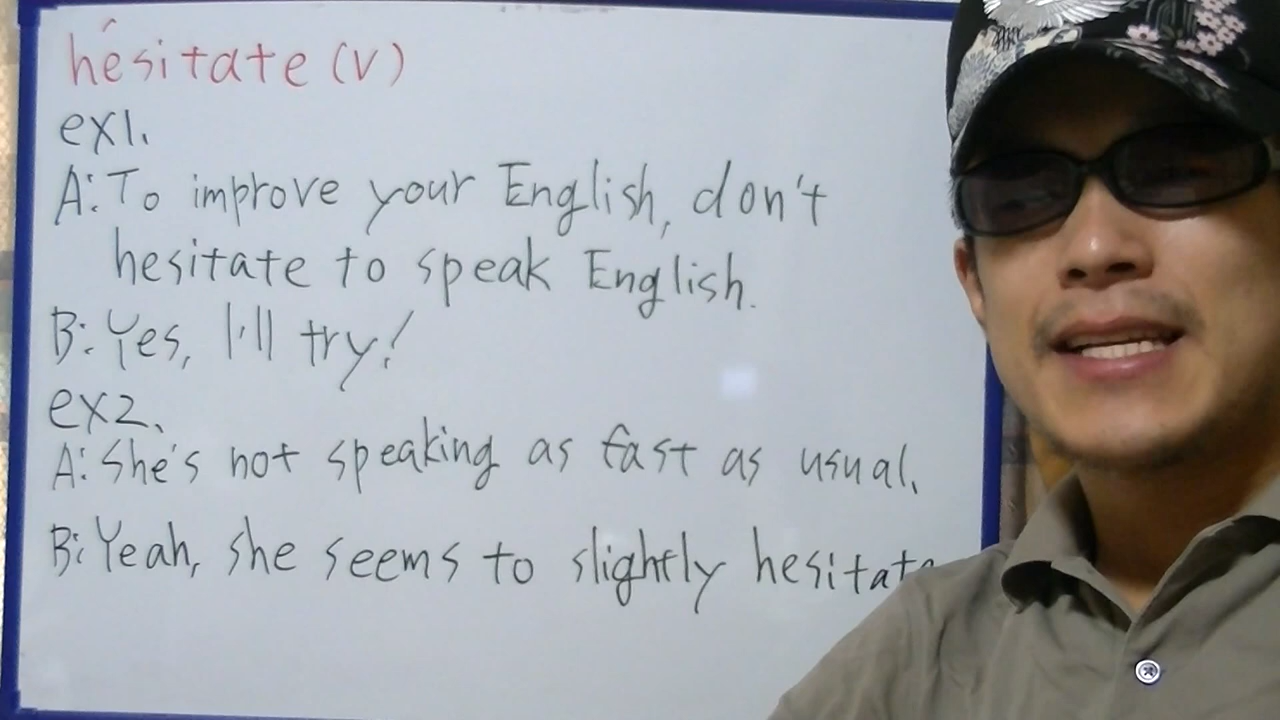 hésitate (v)
ex1.
A: To improve your English, don't
hesitate to speak English.
B: Yes, I'll try!
ex2.
A: She's not speaking as fast as usual.
B: Yeah, she seems to slightly hesitate